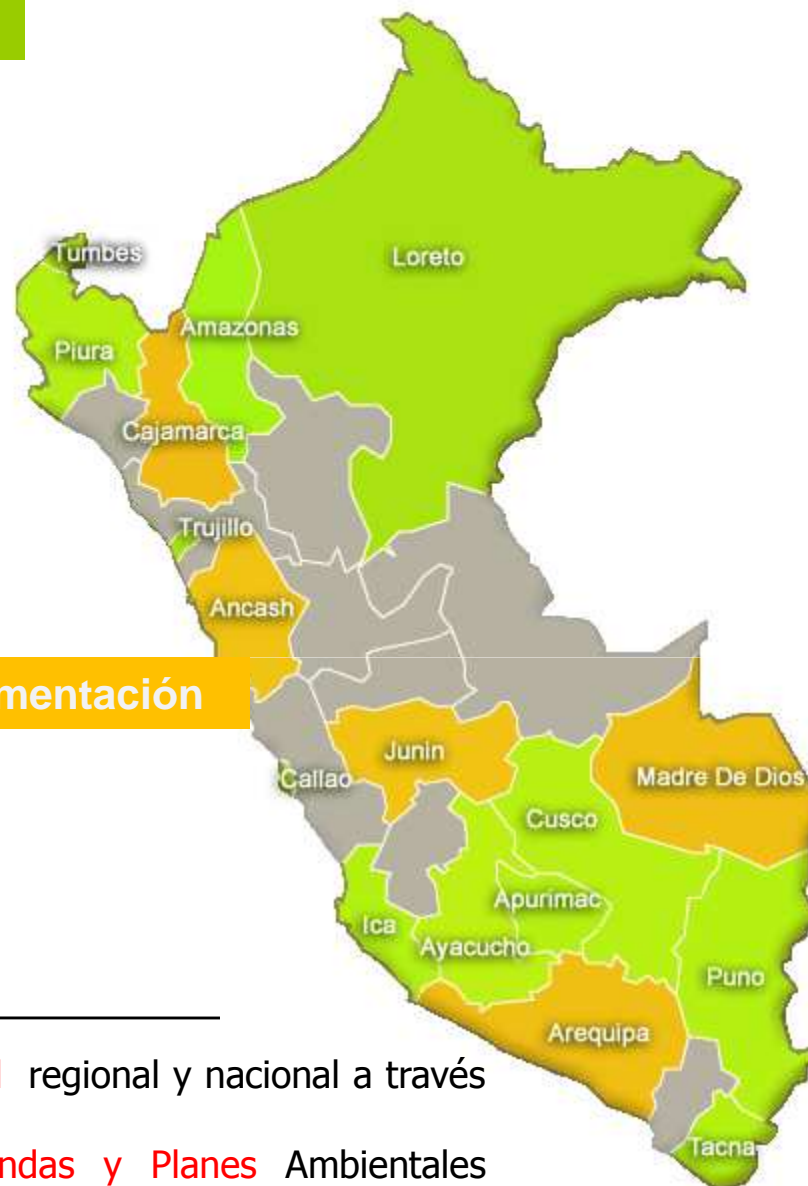 Tumbes
Loreto
Amazonas
Piura
Cajamarca
Trujillo
Ancash
mentación
Junin
Callao
Madre De Dios
Cusco
Apurimac
Ica
Ayacucho
Puno
Arequipa
regional y nacional a través
ndas y Planes Ambientales
Tacna